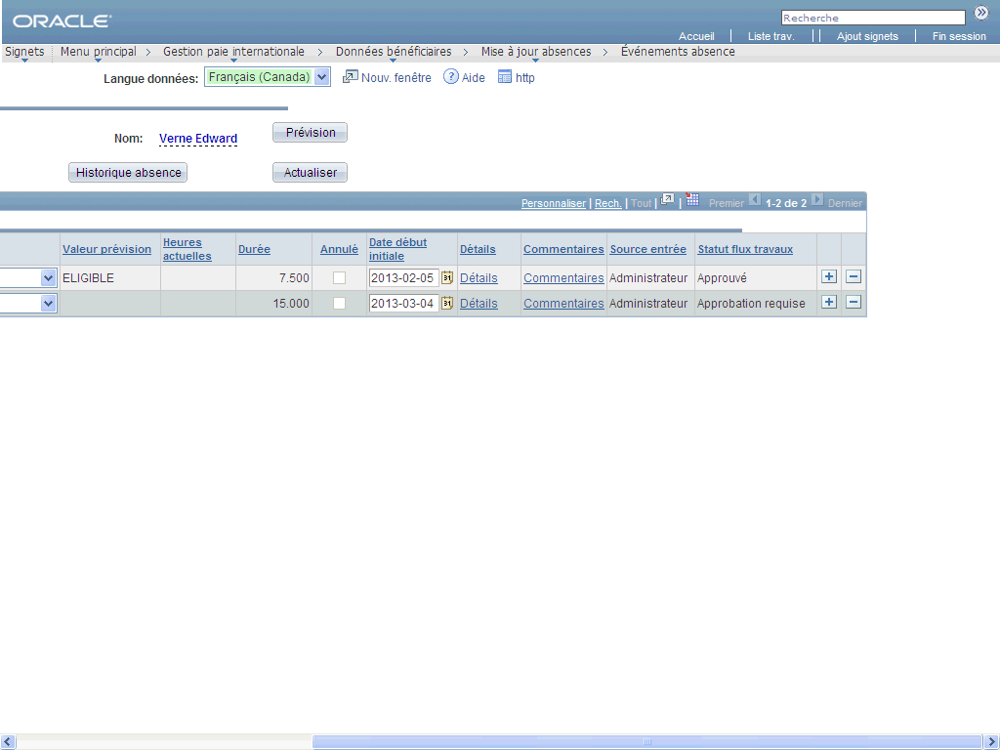 ORACLE
Recherche
Accueil Liste trav. Ajout signets Fin session
Signets Menu principal > Gestion paie internationale > Données bénéficiaires > Mise à jour absences > Événements absence
Langue données: Français (Canada) Nouv. fenêtre Aide http
Nom: Verne Edward Prévision
Historique absence Actualiser
Personnaliser | Rech. | Tout | | Premier 1-2 de 2 Dernier
Valeur prévision Heures actuelles Durée Annulé Date début initiale Détails Commentaires Source entrée Statut flux travaux
ELIGIBLE 7.500 2013-02-05 Détails Commentaires Administrateur Approuvé
15.000 2013-03-04 Détails Commentaires Administrateur Approbation requise